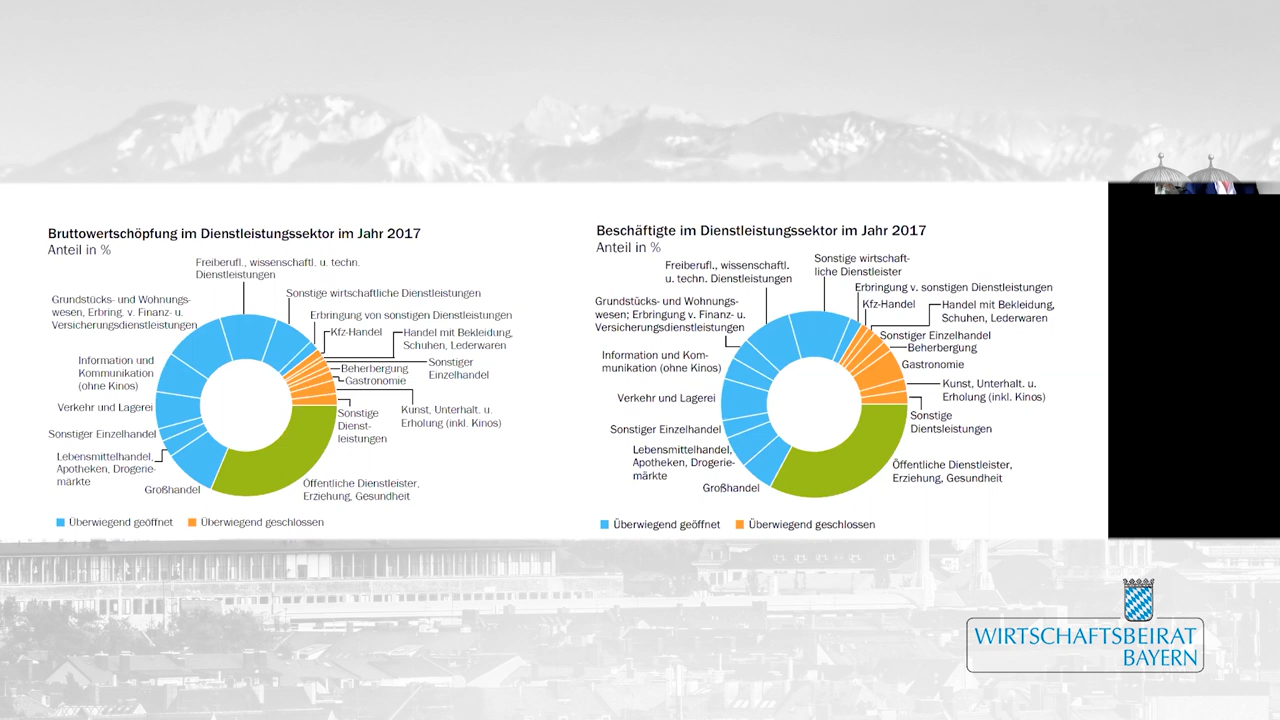 Bruttowertschöpfung im Dienstleistungssektor im Jahr 2017
Anteil in %
Freiberufl., wissenschaftl. u. techn.
Dienstleistungen
Grundstücks- und Wohnungs-
wesen, Erbring, v. Finanz- u.
Versicherungsdienstleistungen
Sonstige wirtschaftliche Dienstleistungen
Erbringung von sonstigen Dienstleistungen
Kfz-Handel
Handel mit Bekleidung,
Schuhen, Lederwaren
Information und
Kommunikation
(ohne Kinos)
Sonstiger
Einzelhandel
Beherbergung
Gastronomie
Verkehr und Lagerei
Kunst, Unterhalt. u.
Erholung (inkl. Kinos)
Sonstige
Dienst-
leistungen
Sonstiger Einzelhandel
Lebensmittelhandel,
Apotheken, Drogerie-
märkte
Großhandel
Öffentliche Dienstleister,
Erziehung, Gesundheit
Überwiegend geöffnet
Überwiegend geschlossen
Beschäftigte im Dienstleistungssektor im Jahr 2017
Anteil in %
Freiberufl., wissenschaftl.
u. techn. Dienstleistungen
Sonstige wirtschaft-
liche Dienstleister
Erbringung v. sonstigen Dienstleistungen
Grundstücks- und Wohnungs-
wesen; Erbringung v. Finanz- u.
Versicherungsdienstleistungen
Kfz-Handel
Handel mit Bekleidung,
Schuhen, Lederwaren
Sonstiger Einzelhandel
Beherbergung
Information und Kom-
munikation (ohne Kinos)
Gastronomie
Kunst, Unterhalt. u.
Erholung (inkl. Kinos)
Verkehr und Lagerei
Sonstige
Dientsleistungen
Sonstiger Einzelhandel
Lebensmittelhandel,
Apotheken, Drogerie-
märkte
Großhandel
Öffentliche Dienstleister,
Erziehung, Gesundheit
Überwiegend geöffnet
Überwiegend geschlossen
WIRTSCHAFTSBEIRAT
BAYERN